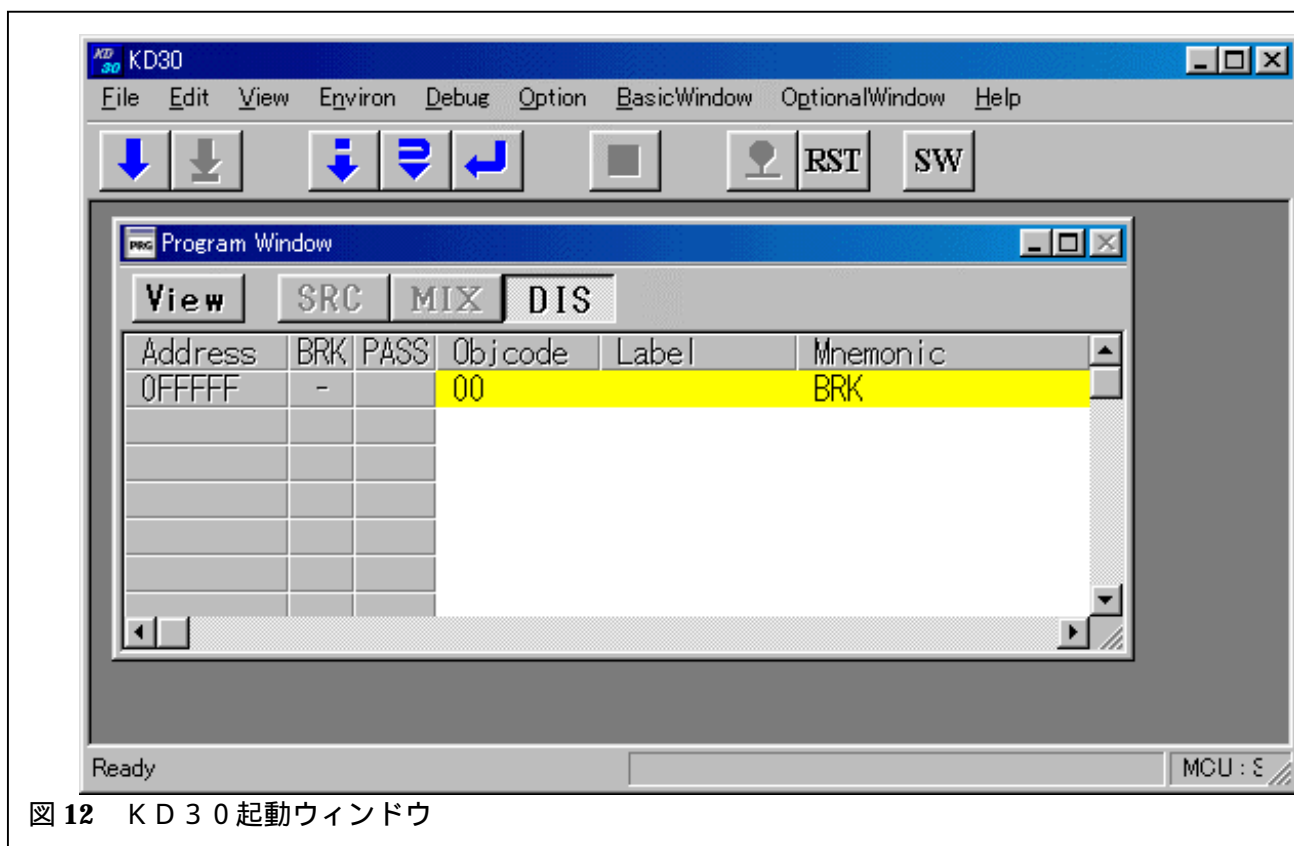 KD30
File Edit View Environ Debug Option BasicWindow OptionalWindow Help
RST SW
Program Window
View SRC MIX DIS
Address BRK PASS Objcode Label Mnemonic
0FFFFF - 00 BRK
Ready MCU : S
図 12 ＫＤ３０起動ウィンドウ